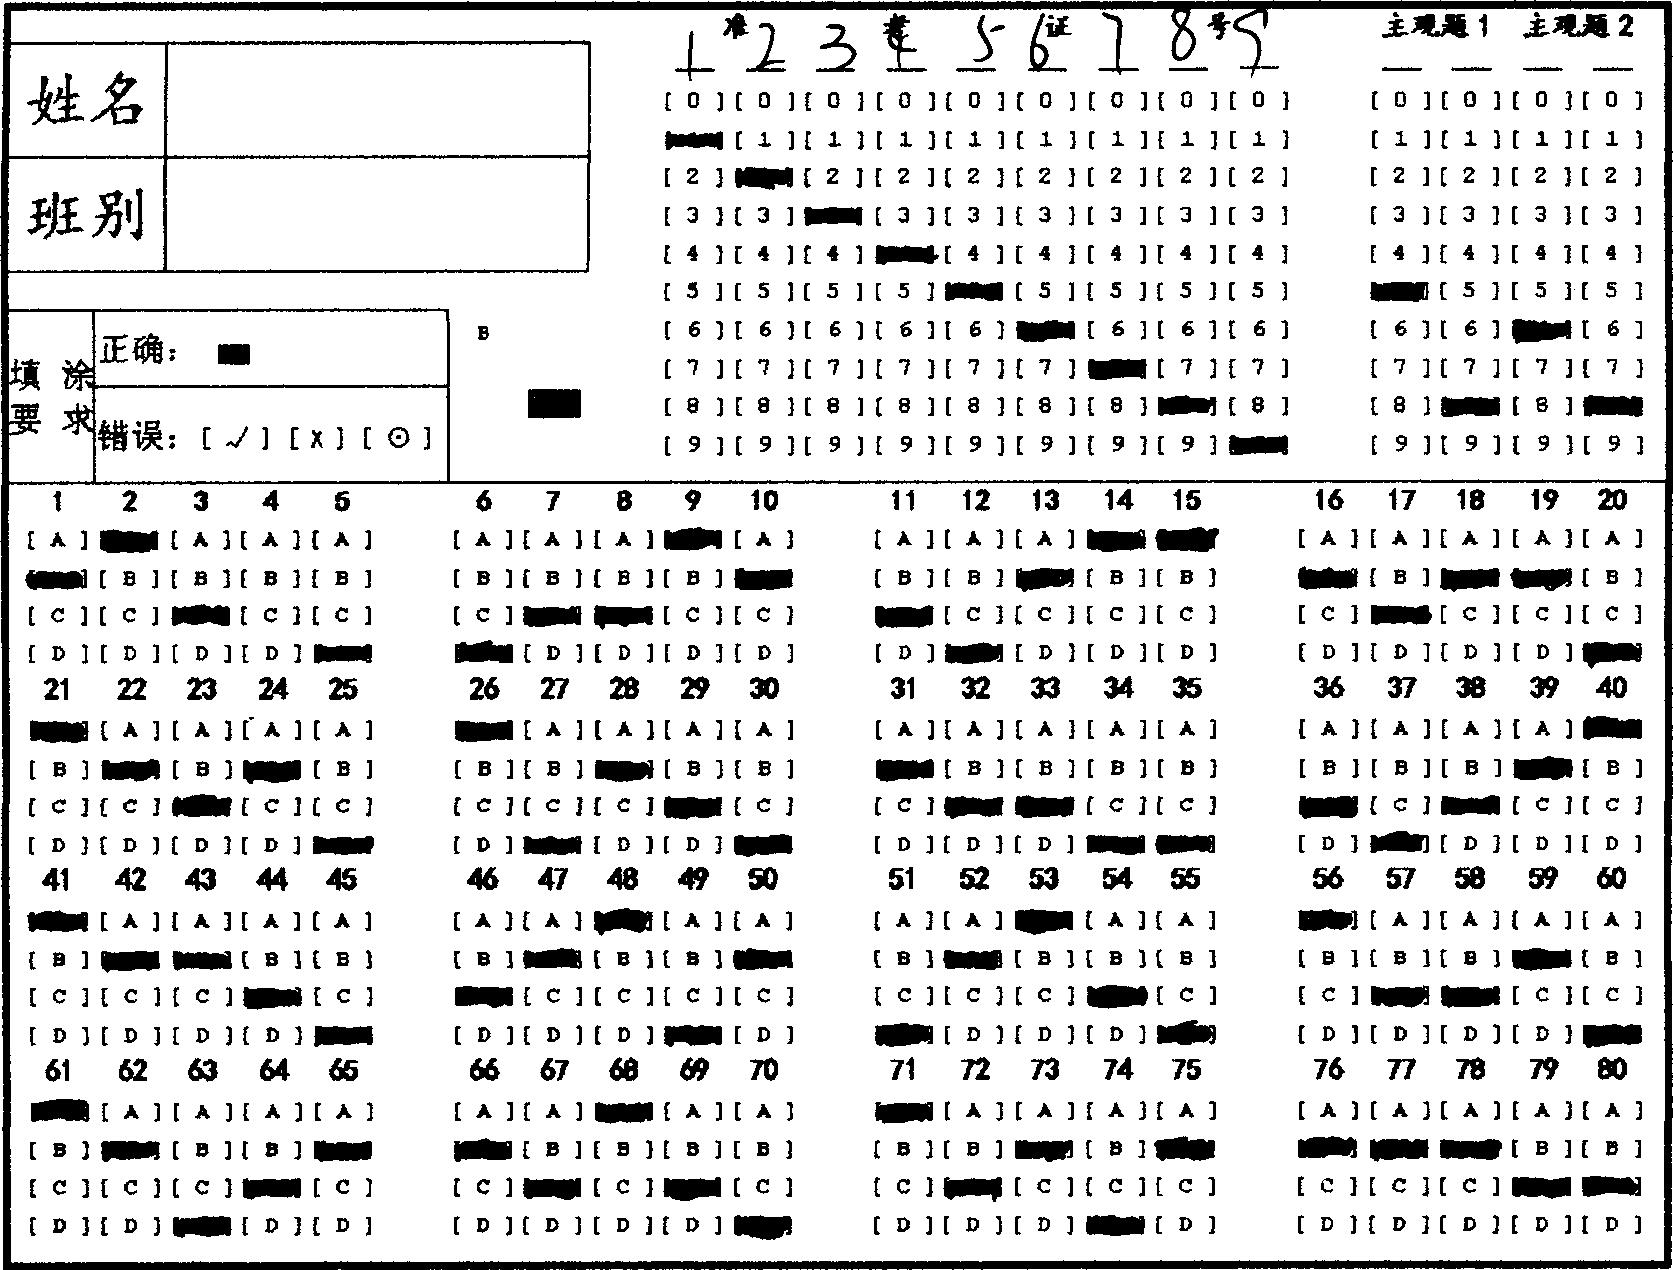 准 考 证 号 主观题1 主观题2
1 2 3 4 5 6 7 8 9
姓名
班别
[0][0][0][0][0][0][0][0][0] [0][0][0][0]
[1][1][1][1][1][1][1][1] [1][1][1][1]
[2][2][2][2][2][2][2][2] [2][2][2][2]
[3][3][3][3][3][3][3][3] [3][3][3][3]
[4][4][4][4][4][4][4][4] [4][4][4][4]
[5][5][5][5][5][5][5][5] [5][5][5]
[6][6][6][6][6][6][6][6] [6][6][6]
[7][7][7][7][7][7][7][7] [7][7][7][7]
[8][8][8][8][8][8][8][8] [8][8]
[9][9][9][9][9][9][9][9] [9][9][9][9]
填涂要求
正确：
错误：[✓][x][⊙]
B
1 2 3 4 5 6 7 8 9 10 11 12 13 14 15 16 17 18 19 20
[A][A][A][A] [A][A][A][A] [A][A][A] [A][A][A][A][A]
[B][B][B][B] [B][B][B][B] [B][B][B][B] [B][B]
[C][C][C][C] [C][C][C] [C][C][C][C] [C][C][C][C]
[D][D][D][D] [D][D][D][D] [D][D][D][D] [D][D][D][D]
21 22 23 24 25 26 27 28 29 30 31 32 33 34 35 36 37 38 39 40
[A][A][A][A] [A][A][A][A] [A][A][A][A][A] [A][A][A][A]
[B][B][B] [B][B][B][B] [B][B][B][B] [B][B][B][B]
[C][C][C][C] [C][C][C][C] [C][C][C] [C][C][C]
[D][D][D][D] [D][D][D] [D][D][D] [D][D][D][D]
41 42 43 44 45 46 47 48 49 50 51 52 53 54 55 56 57 58 59 60
[A][A][A][A] [A][A][A][A] [A][A][A][A] [A][A][A][A]
[B][B][B] [B][B][B] [B][B][B][B] [B][B][B][B]
[C][C][C][C] [C][C][C][C] [C][C][C][C] [C][C][C]
[D][D][D][D] [D][D][D][D] [D][D][D] [D][D][D][D]
61 62 63 64 65 66 67 68 69 70 71 72 73 74 75 76 77 78 79 80
[A][A][A][A] [A][A][A][A] [A][A][A][A] [A][A][A][A][A]
[B][B][B] [B][B][B][B] [B][B][B] [B][B]
[C][C][C][C] [C][C][C] [C][C][C][C] [C][C][C]
[D][D][D][D] [D][D][D][D] [D][D][D][D] [D][D][D][D][D]